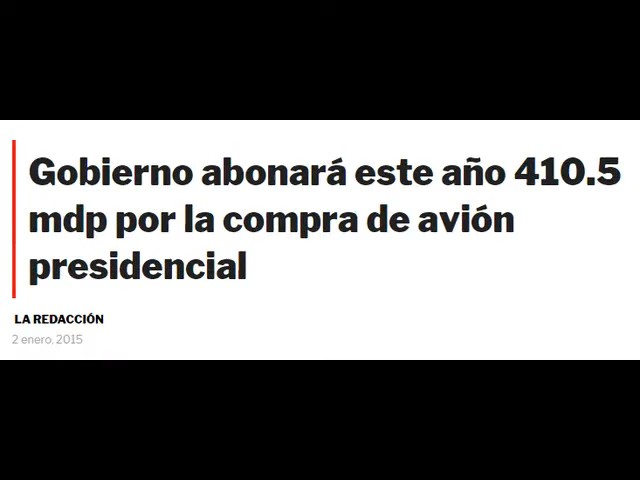 Gobierno abonará este año 410.5
mdp por la compra de avión
presidencial
LA REDACCIÓN
2 enero, 2015